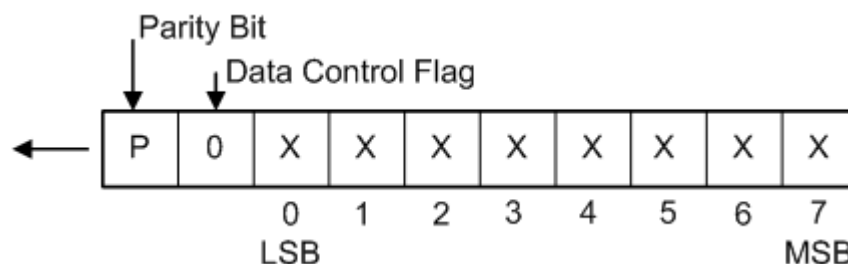 Parity Bit
Data Control Flag
P 0 X X X X X X X X
0 1 2 3 4 5 6 7
LSB MSB